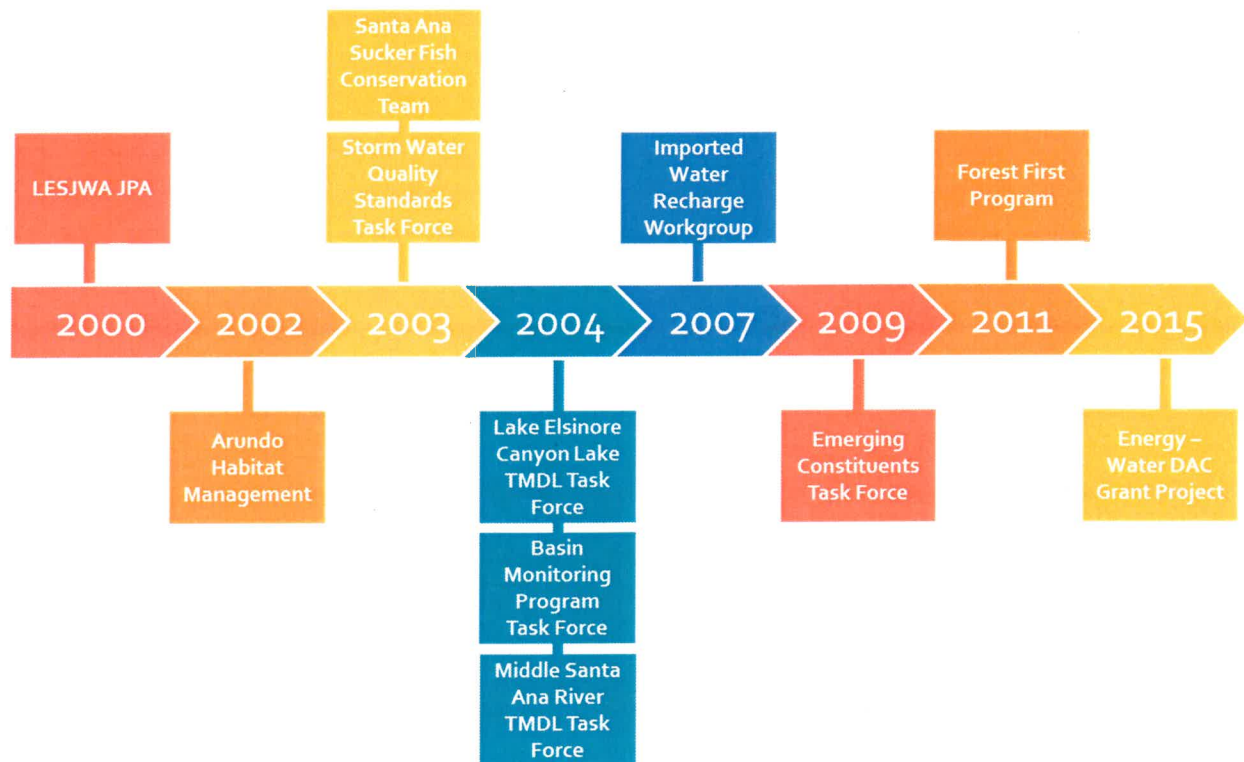 Santa Ana
Sucker Fish
Conservation
Team
LESJWA JPA
Storm Water
Quality
Standards
Task Force
Imported
Water
Recharge
Workgroup
Forest First
Program
2000
2002
2003
2004
2007
2009
2011
2015
Arundo
Habitat
Management
Lake Elsinore
Canyon Lake
TMDL Task
Force
Basin
Monitoring
Program
Task Force
Middle Santa
Ana River
TMDL Task
Force
Emerging
Constituents
Task Force
Energy –
Water DAC
Grant Project